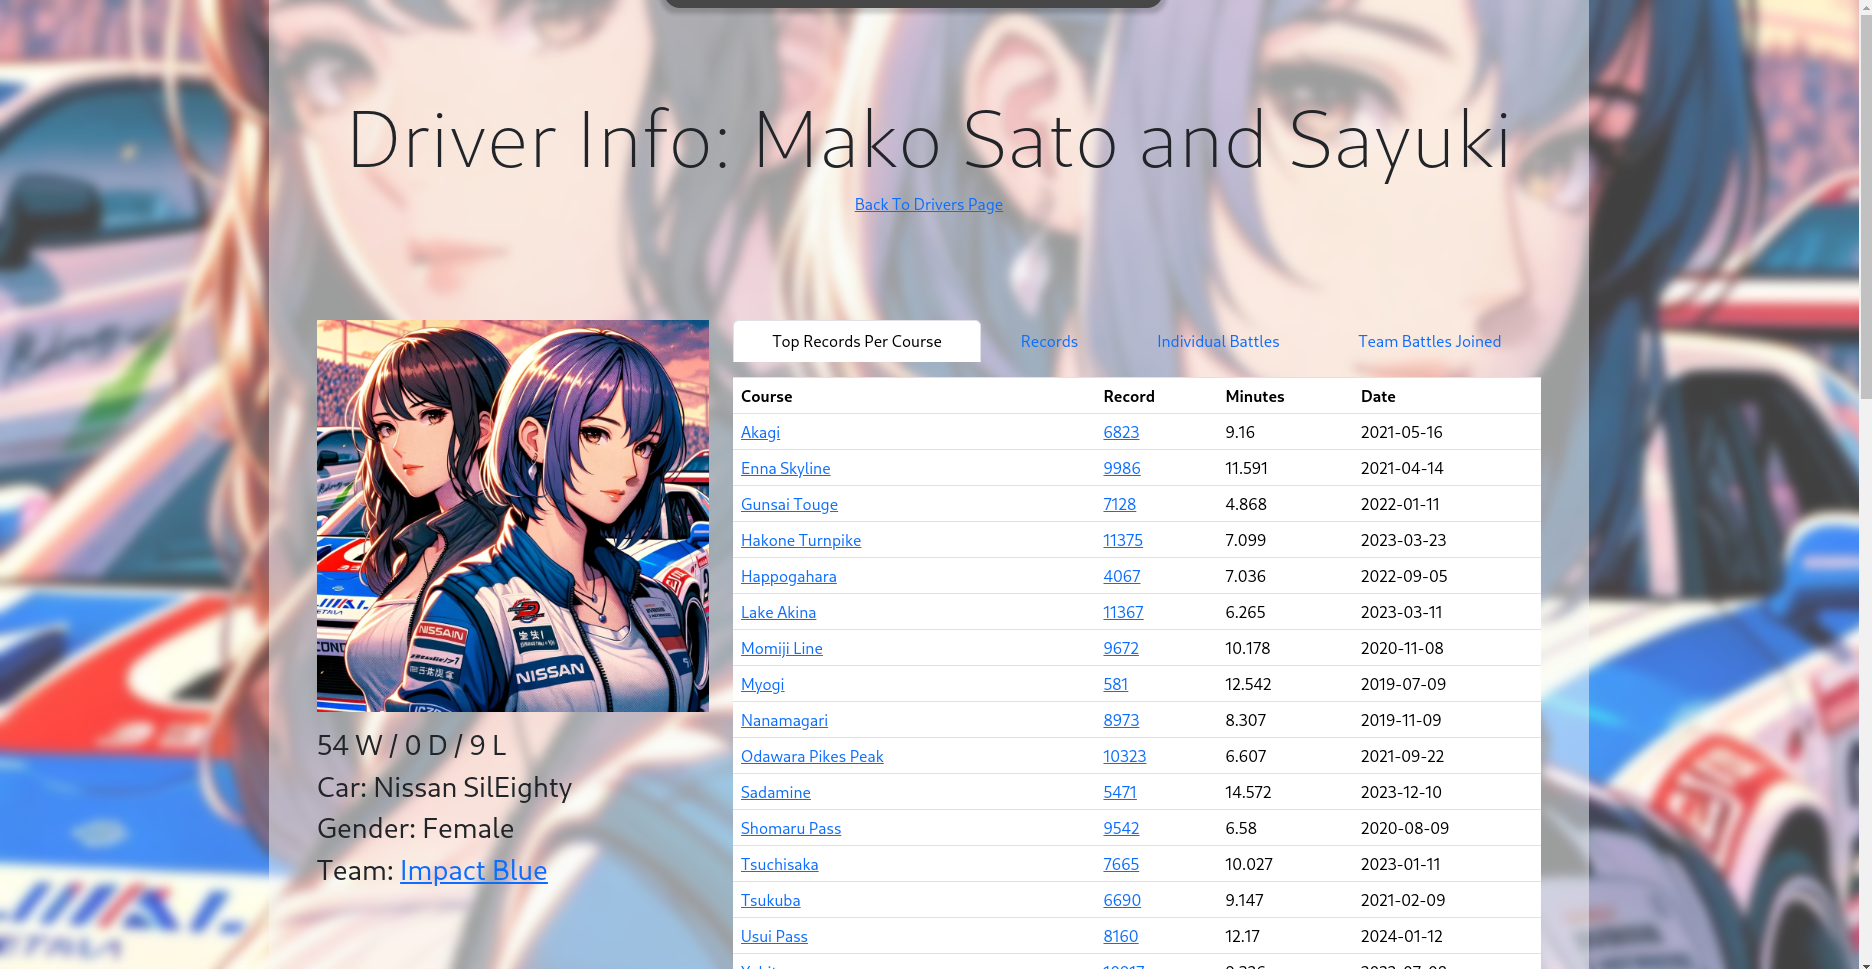 Driver Info: Mako Sato and Sayuki
Back To Drivers Page
Top Records Per Course Records Individual Battles Team Battles Joined
Course Record Minutes Date
Akagi 6823 9.16 2021-05-16
Enna Skyline 9986 11.591 2021-04-14
Gunsai Touge 7128 4.868 2022-01-11
Hakone Turnpike 11375 7.099 2023-03-23
Happogahara 4067 7.036 2022-09-05
Lake Akina 11367 6.265 2023-03-11
Momiji Line 9672 10.178 2020-11-08
Myogi 581 12.542 2019-07-09
Nanamagari 8973 8.307 2019-11-09
Odawara Pikes Peak 10323 6.607 2021-09-22
Sadamine 5471 14.572 2023-12-10
Shomaru Pass 9542 6.58 2020-08-09
Tsuchisaka 7665 10.027 2023-01-11
Tsukuba 6690 9.147 2021-02-09
Usui Pass 8160 12.17 2024-01-12
NISSAIN
NISSAN
54 W / 0 D / 9 L
Car: Nissan SilEighty
Gender: Female
Team: Impact Blue